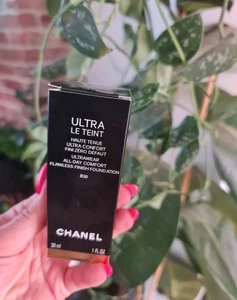 ULTRA
LE TEINT
HAUTE TENUE
ULTRA CONFORT
FINI ZÉRO DÉFAUT
ULTRAWEAR
ALL-DAY COMFORT
FLAWLESS FINISH FOUNDATION
CHANEL
30 ml
1 FL. OZ.